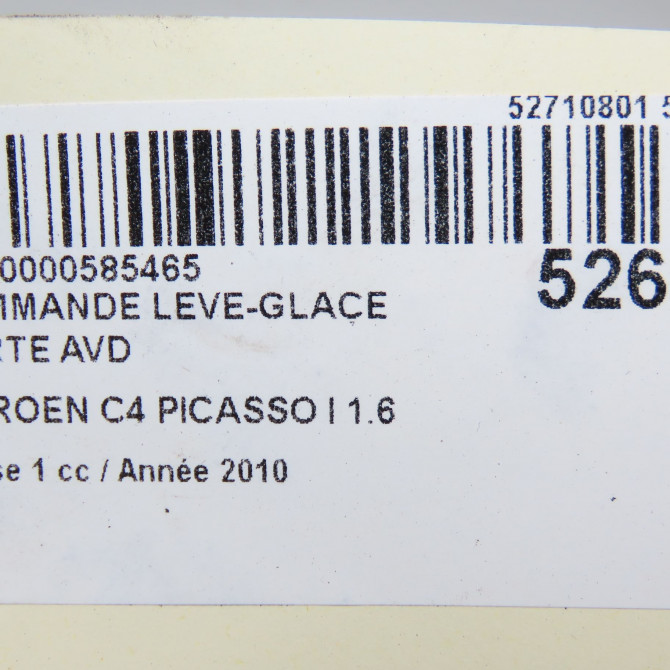 52710801 5
0000585465
526
MMANDE LEVE-GLACE
RTE AVD
ROEN C4 PICASSO I 1.6
se 1 cc / Année 2010